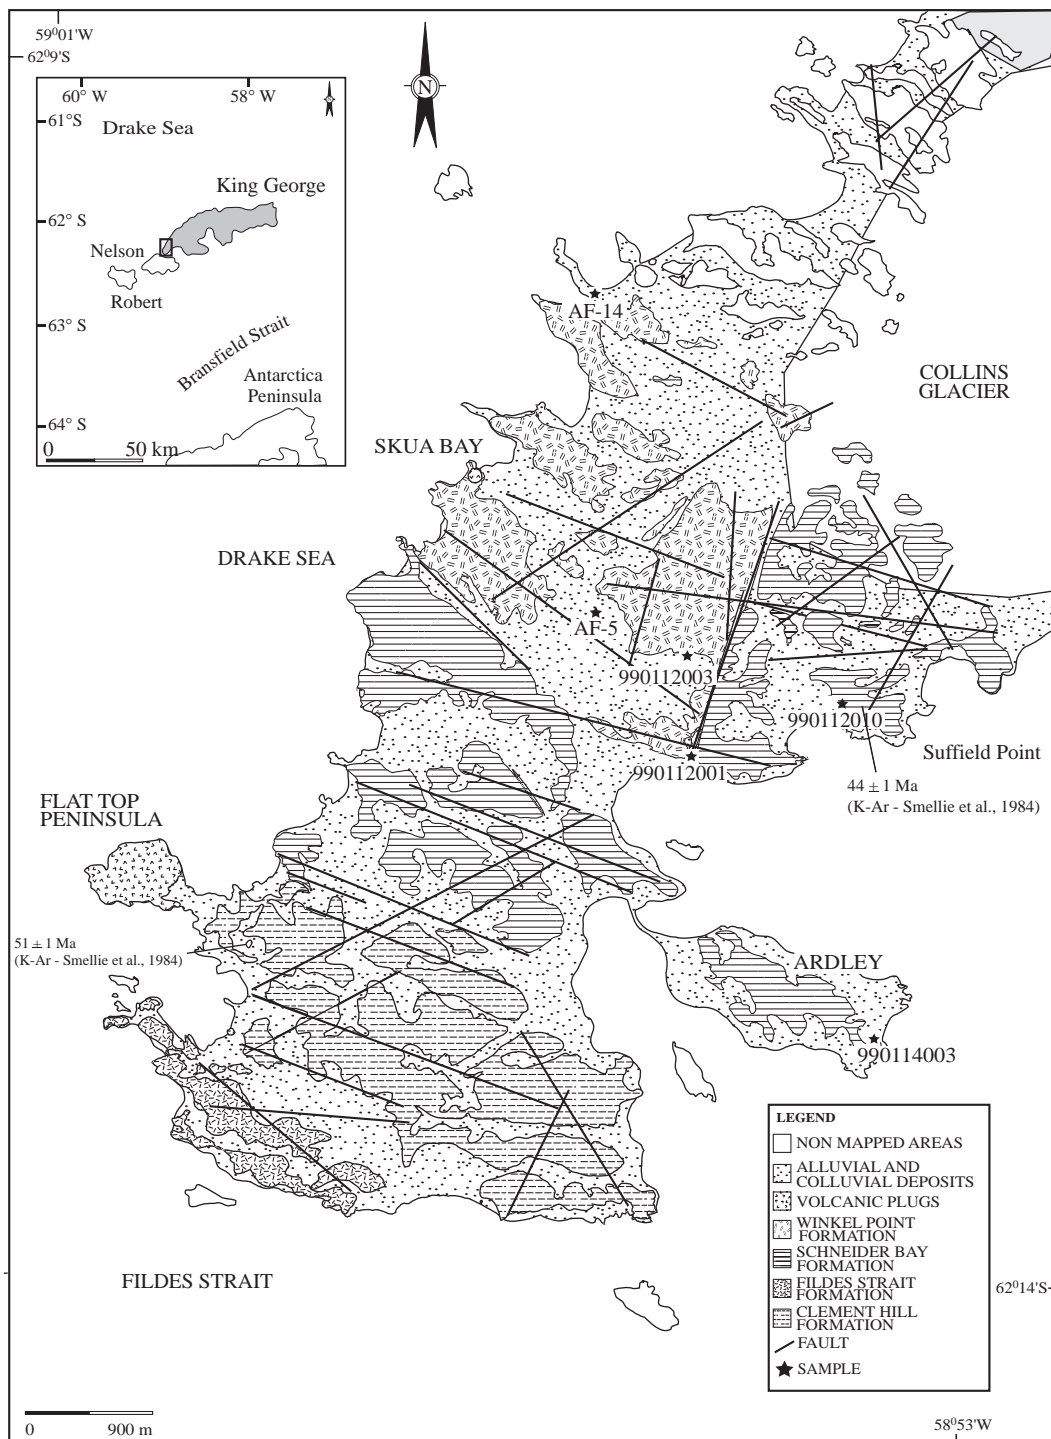 59⁰01'W
62⁰9'S
N
60° W
58° W
61°S
Drake Sea
King George
62° S
Nelson
Robert
63° S
Bransfield Strait
Antarctica
Peninsula
64° S
0
50 km
AF-14
COLLINS
GLACIER
SKUA BAY
DRAKE SEA
AF-5
990112003
990112010
Suffield Point
990112001
44 ± 1 Ma
(K-Ar - Smellie et al., 1984)
FLAT TOP
PENINSULA
51 ± 1 Ma
(K-Ar - Smellie et al., 1984)
ARDLEY
990114003
LEGEND
NON MAPPED AREAS
ALLUVIAL AND
COLLUVIAL DEPOSITS
VOLCANIC PLUGS
WINKEL POINT
FORMATION
SCHNEIDER BAY
FORMATION
FILDES STRAIT
FORMATION
CLEMENT HILL
FORMATION
FAULT
SAMPLE
FILDES STRAIT
62⁰14'S
0
900 m
58⁰53'W